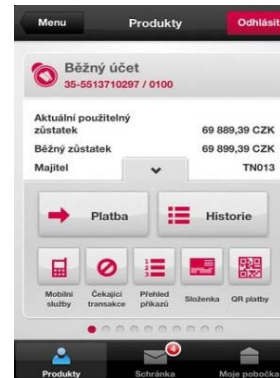 Menu Produkty Odhlásit
Běžný účet
35-5513710297 / 0100
Aktuální použitelný
zůstatek 69 889,39 CZK
Běžný zůstatek 69 899,39 CZK
Majitel TN013
Platba Historie
Mobilní služby Čekající transakce Přehled příkazů Složenka QR platby
4
Produkty Schránka Moje pobočka